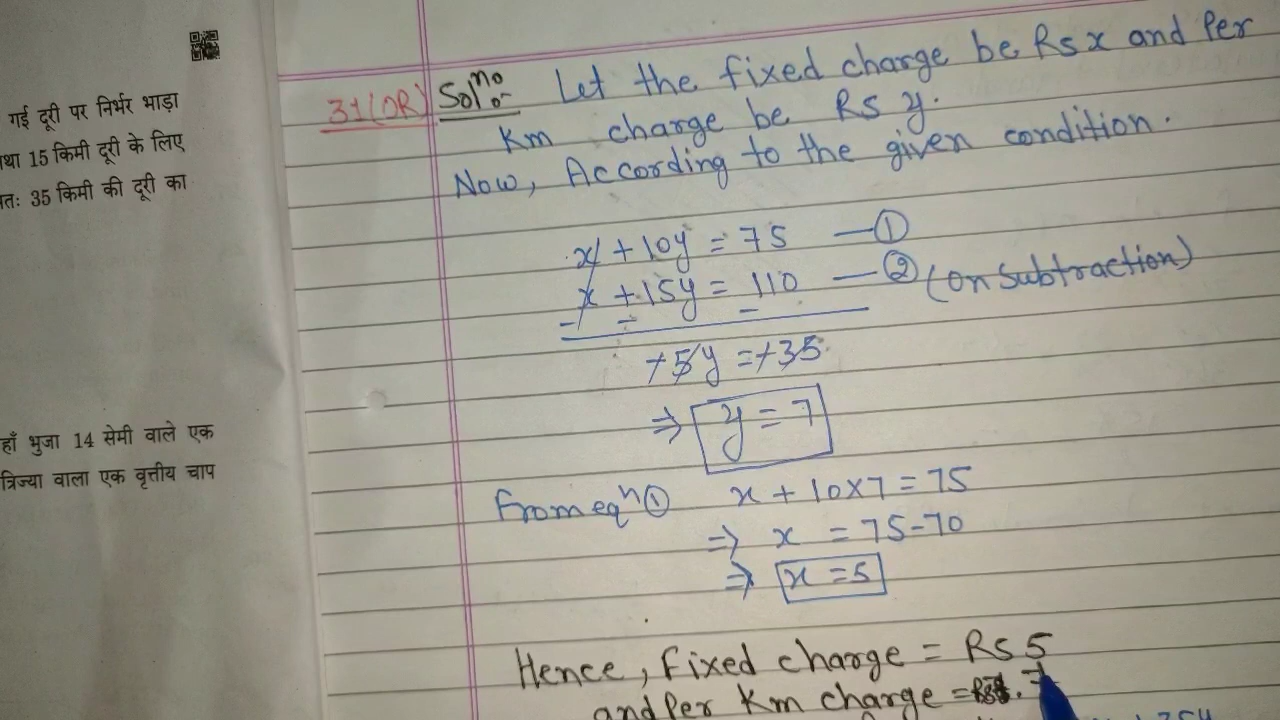 गई दूरी पर निर्भर भाड़ा
था 15 किमी दूरी के लिए
तः 35 किमी की दूरी का
हाँ भुजा 14 सेमी वाले एक
त्रिज्या वाला एक वृत्तीय चाप
31(OR) Solno:- Let the fixed charge be Rs x and Per
Km charge be Rs y.
Now, According to the given condition.
x + 10y = 75 —①
x + 15y = 110 —② (on subtraction)
- - -
+5y = +35
⇒ y = 7
From eqn ① x + 10×7 = 75
⇒ x = 75-70
⇒ x = 5
Hence, Fixed charge = Rs 5
and Per Km charge = Rs. 7